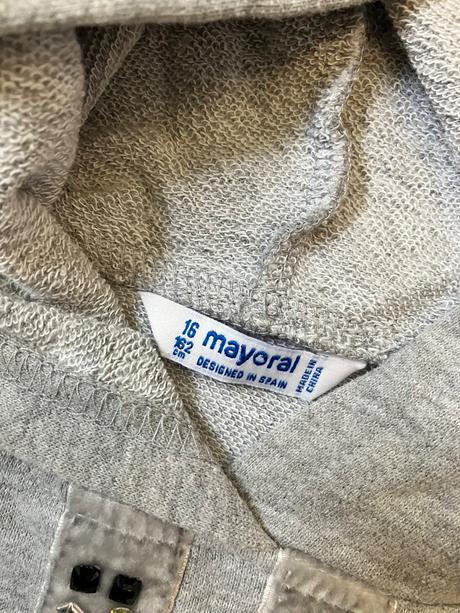 16
162
cm
mayoral
DESIGNED IN SPAIN
MADE IN
CHINA